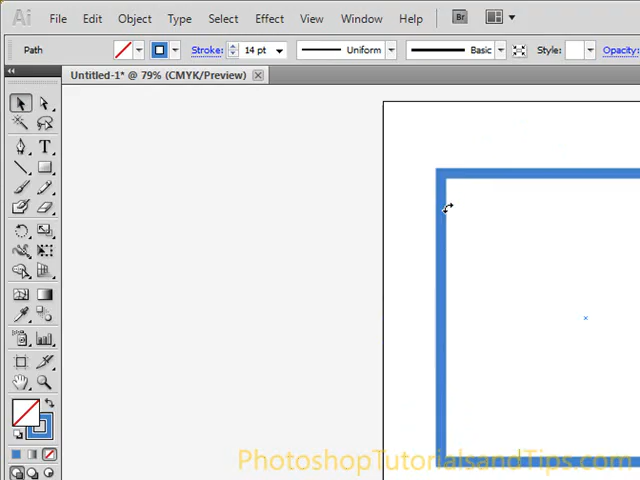 Ai File Edit Object Type Select Effect View Window Help Br
Path Stroke: 14 pt Uniform Basic Style: Opacity:
Untitled-1* @ 79% (CMYK/Preview)
T
PhotoshopTutorialsandTips.com